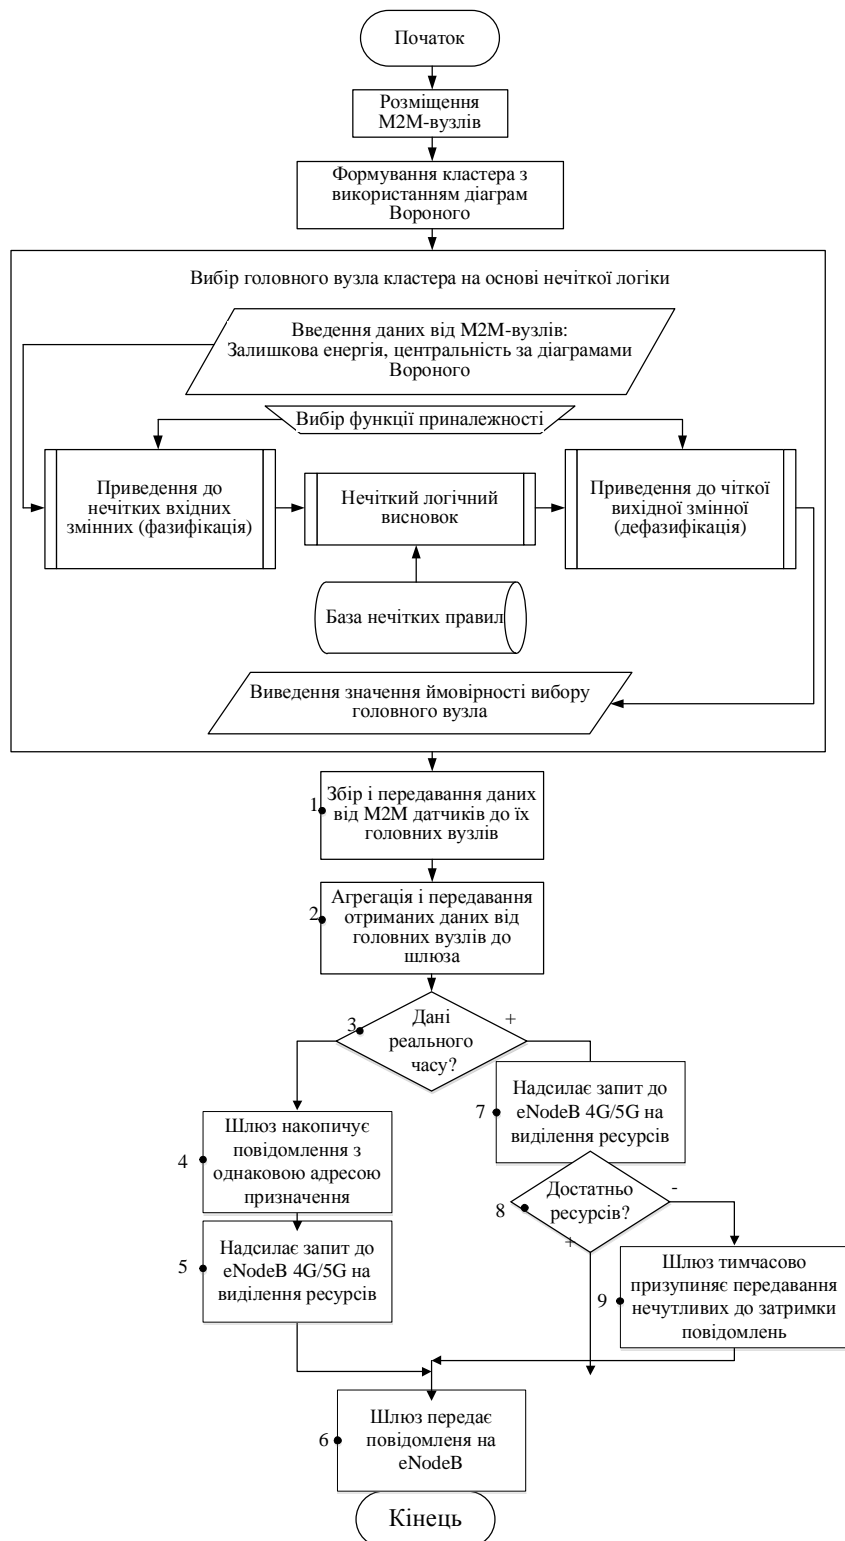 Початок
Розміщення
М2М-вузлів
Формування кластера з
використанням діаграм
Вороного
Вибір головного вузла кластера на основі нечіткої логіки
Введення даних від М2М-вузлів:
Залишкова енергія, центральність за діаграмами
Вороного
Вибір функції приналежності
Приведення до
нечітких вхідних
змінних (фазифікація)
Нечіткий логічний
висновок
Приведення до чіткої
вихідної змінної
(дефазифікація)
База нечітких правил
Виведення значення ймовірності вибору
головного вузла
1
Збір і передавання даних
від М2М датчиків до їх
головних вузлів
2
Агрегація і передавання
отриманих даних від
головних вузлів до
шлюза
3
Дані
реального
часу?
+
7
Надсилає запит до
eNodeB 4G/5G на
виділення ресурсів
4
Шлюз накопичує
повідомлення з
однаковою адресою
призначення
8
Достатньо
ресурсів?
-
+
5
Надсилає запит до
eNodeB 4G/5G на
виділення ресурсів
9
Шлюз тимчасово
призупиняє передавання
нечутливих до затримки
повідомлень
6
Шлюз передає
повідомленя на
eNodeB
Кінець